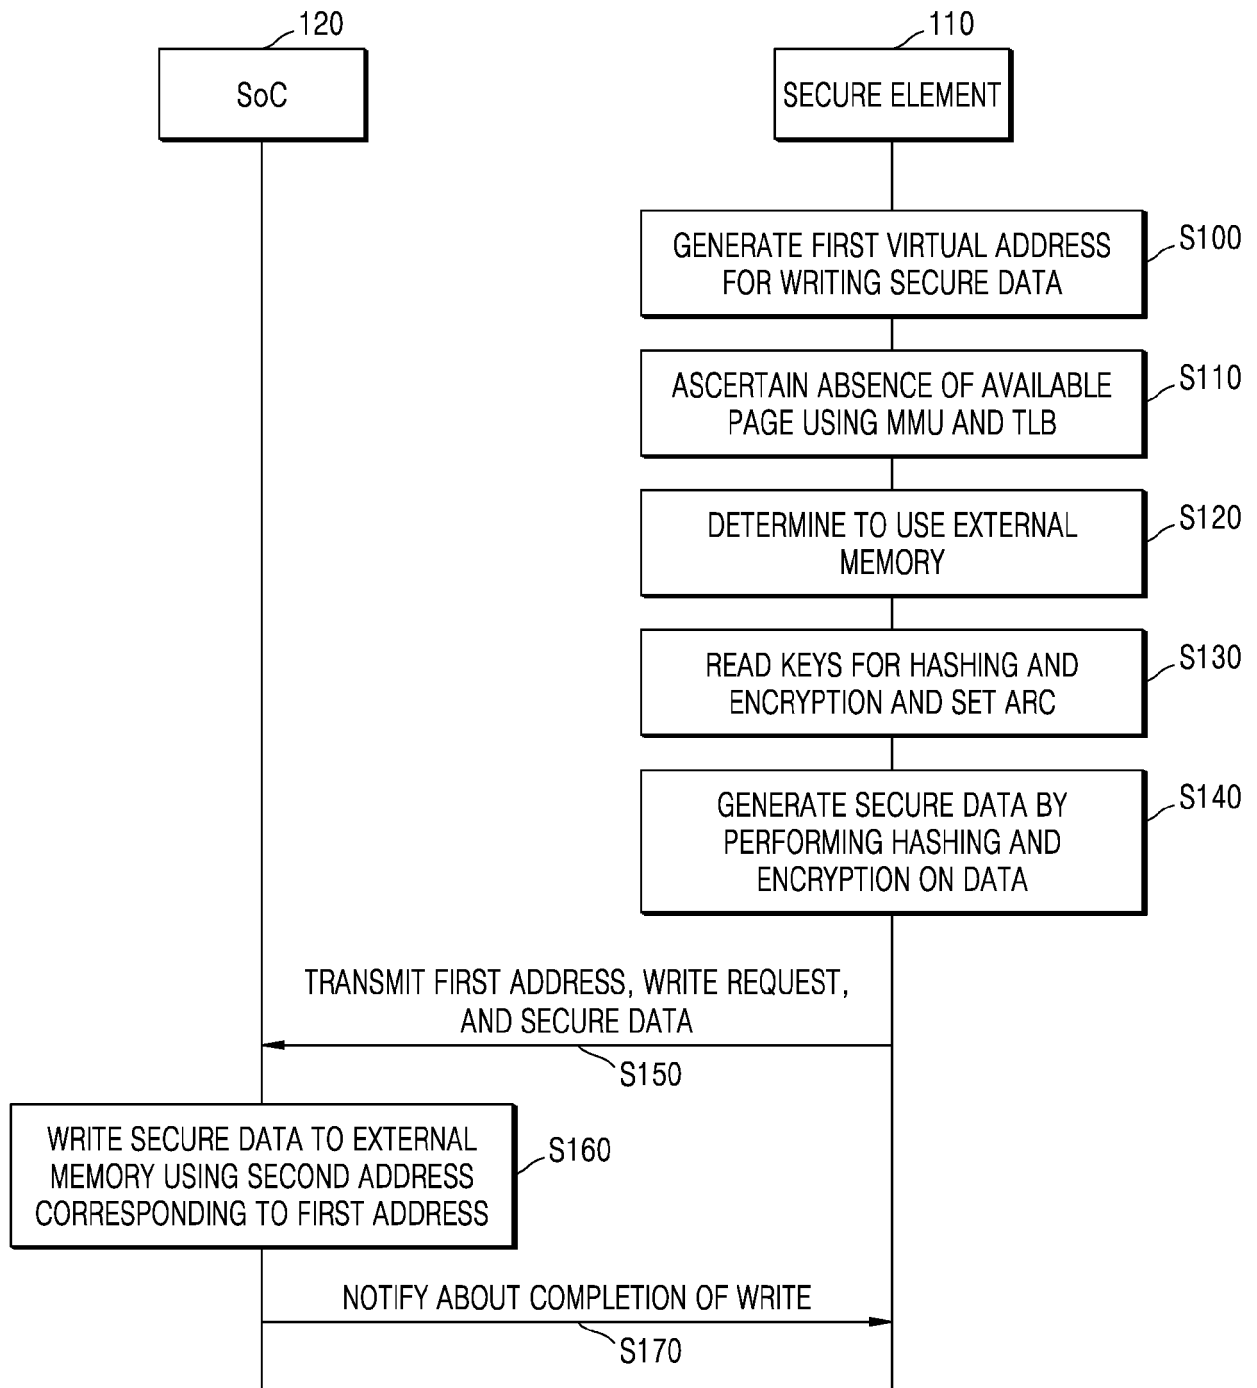 120
110
SoC
SECURE ELEMENT
GENERATE FIRST VIRTUAL ADDRESS
FOR WRITING SECURE DATA
S100
ASCERTAIN ABSENCE OF AVAILABLE
PAGE USING MMU AND TLB
S110
DETERMINE TO USE EXTERNAL
MEMORY
S120
READ KEYS FOR HASHING AND
ENCRYPTION AND SET ARC
S130
GENERATE SECURE DATA BY
PERFORMING HASHING AND
ENCRYPTION ON DATA
S140
TRANSMIT FIRST ADDRESS, WRITE REQUEST,
AND SECURE DATA
S150
WRITE SECURE DATA TO EXTERNAL
MEMORY USING SECOND ADDRESS
CORRESPONDING TO FIRST ADDRESS
S160
NOTIFY ABOUT COMPLETION OF WRITE
S170